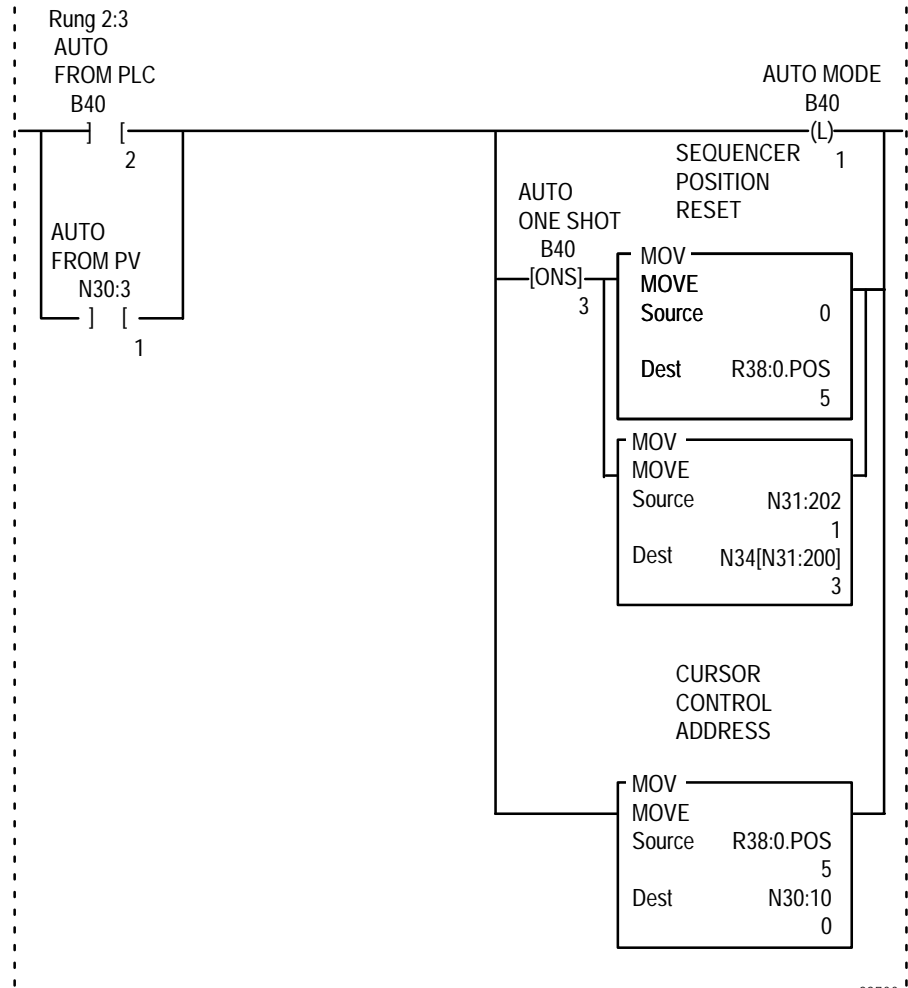 Rung 2:3
AUTO
FROM PLC
B40
] [
2
AUTO
FROM PV
N30:3
] [
1
AUTO MODE
B40
(L)
1
SEQUENCER
POSITION
RESET
AUTO
ONE SHOT
B40
[ONS]
3
MOV
MOVE
Source 0
Dest R38:0.POS
5
MOV
MOVE
Source N31:202
1
Dest N34[N31:200]
3
CURSOR
CONTROL
ADDRESS
MOV
MOVE
Source R38:0.POS
5
Dest N30:10
0